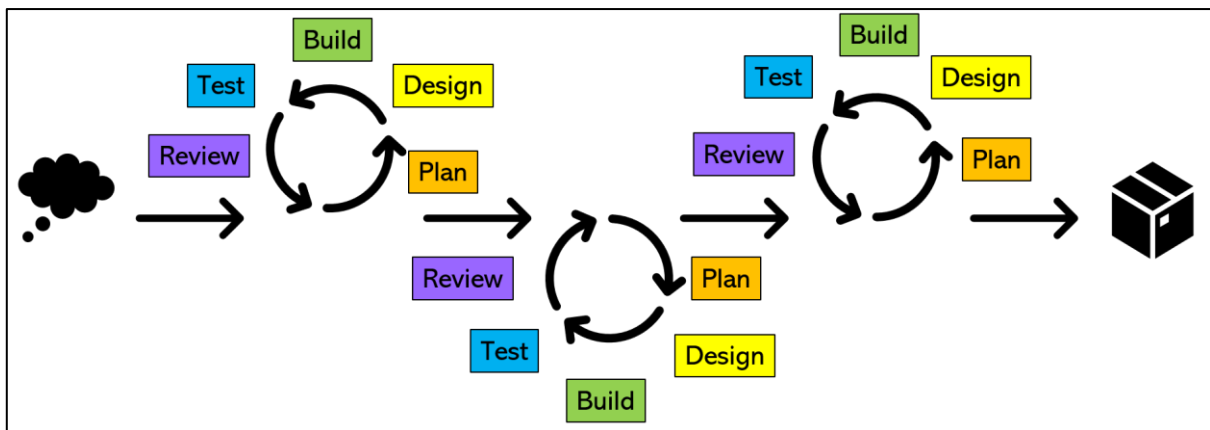 Build
Test
Design
Review
Plan
Review
Plan
Test
Design
Build
Build
Test
Design
Review
Plan